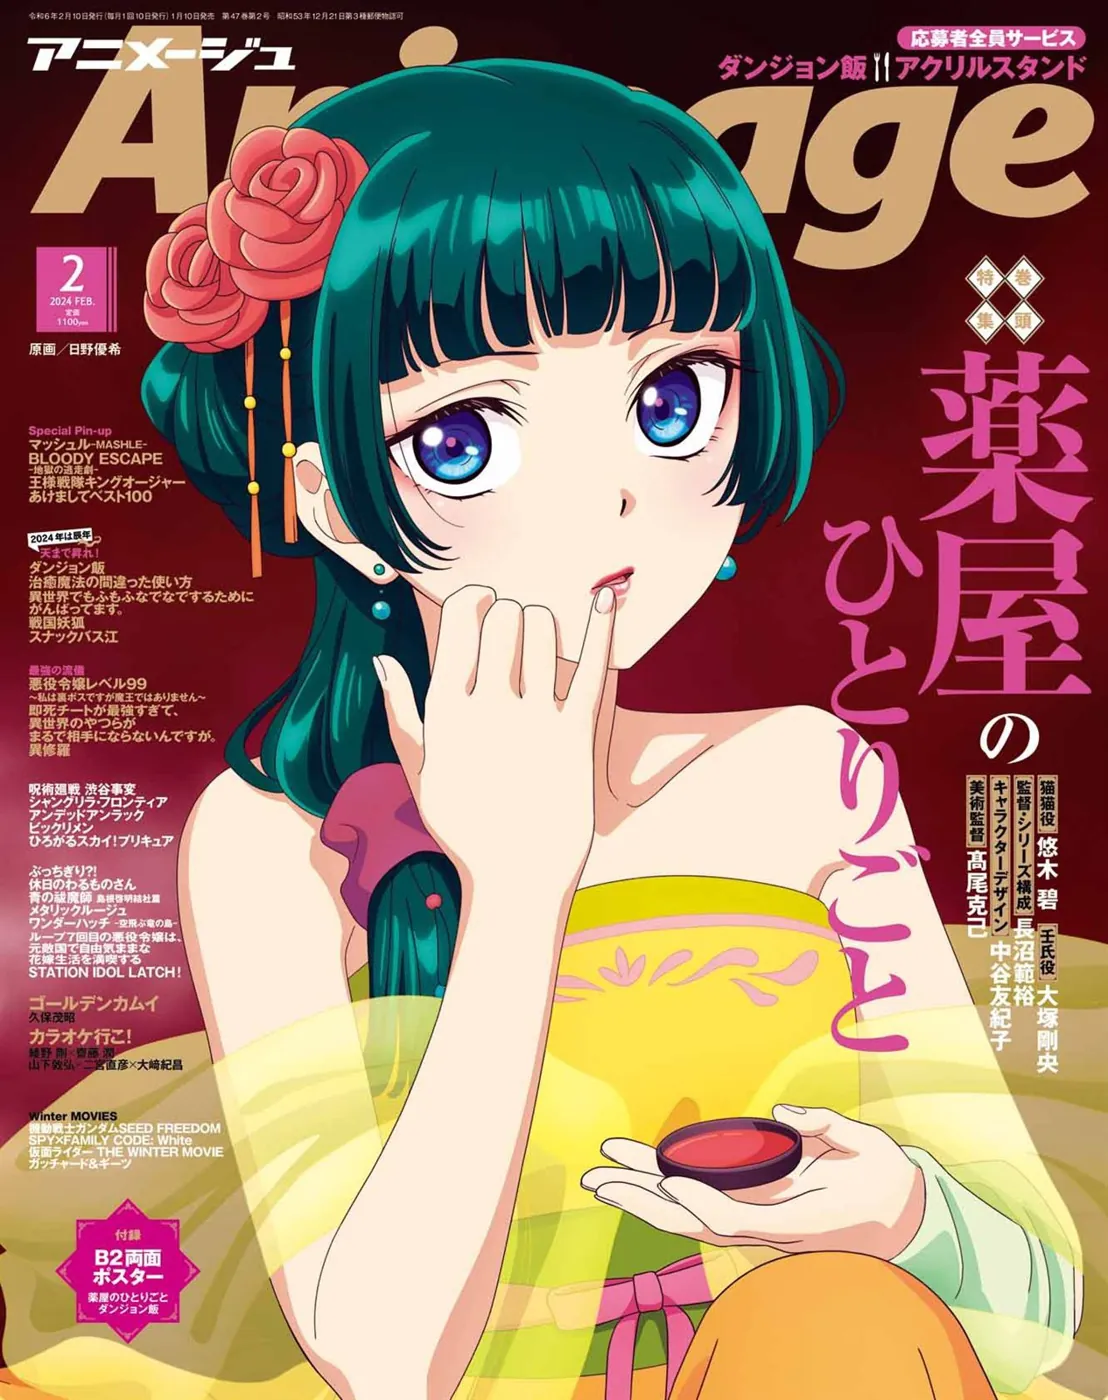 令和6年2月10日発行(毎月1回10日発行)1月10日発売 第47巻第2号 昭和53年12月21日第3種郵便物認可
アニメージュ
Animage
応募者全員サービス
ダンジョン飯 アクリルスタンド
2
2024 FEB.
定価
1100yen
原画／日野優希
巻頭
特集
薬屋の
ひとりごと
猫猫役 悠木 碧 壬氏役 大塚剛央
監督・シリーズ構成 長沼範裕
キャラクターデザイン 中谷友紀子
美術監督 髙尾克己
Special Pin-up
マッシュル-MASHLE-
BLOODY ESCAPE
-地獄の逃走劇-
王様戦隊キングオージャー
あけましてベスト100
2024年は辰年
天まで昇れ！
ダンジョン飯
治癒魔法の間違った使い方
異世界でもふもふなでなでするために
がんばってます。
戦国妖狐
スナックバス江
最強の流儀
悪役令嬢レベル99
～私は裏ボスですが魔王ではありません～
即死チートが最強すぎて、
異世界のやつらが
まるで相手にならないんですが。
異修羅
呪術廻戦 渋谷事変
シャングリラ・フロンティア
アンデッドアンラック
ビックリメン
ひろがるスカイ！プリキュア
ぶっちぎり?!
休日のわるものさん
青の祓魔師 島根啓明結社篇
メタリックルージュ
ワンダーハッチ -空飛ぶ竜の島-
ループ7回目の悪役令嬢は、
元敵国で自由気ままな
花嫁生活を満喫する
STATION IDOL LATCH！
ゴールデンカムイ
久保茂昭
カラオケ行こ！
綾野 剛×齋藤 潤
山下敦弘×二宮直彦×大﨑紀昌
Winter MOVIES
機動戦士ガンダムSEED FREEDOM
SPY×FAMILY CODE: White
仮面ライダー THE WINTER MOVIE
ガッチャード&ギーツ
付録
B2両面
ポスター
薬屋のひとりごと
ダンジョン飯